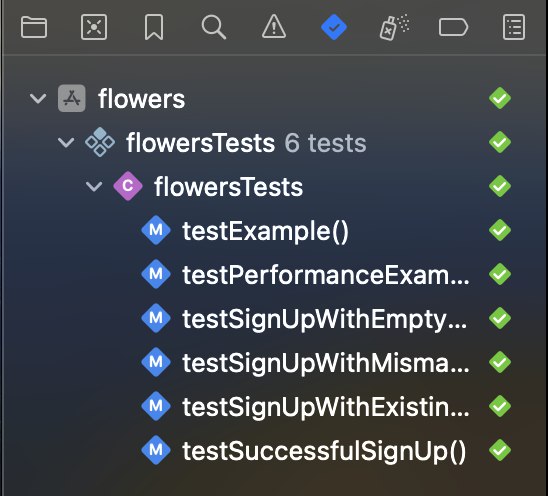 flowers
flowersTests 6 tests
C flowersTests
M testExample()
M testPerformanceExam...
M testSignUpWithEmpty...
M testSignUpWithMisma...
M testSignUpWithExistin...
M testSuccessfulSignUp()